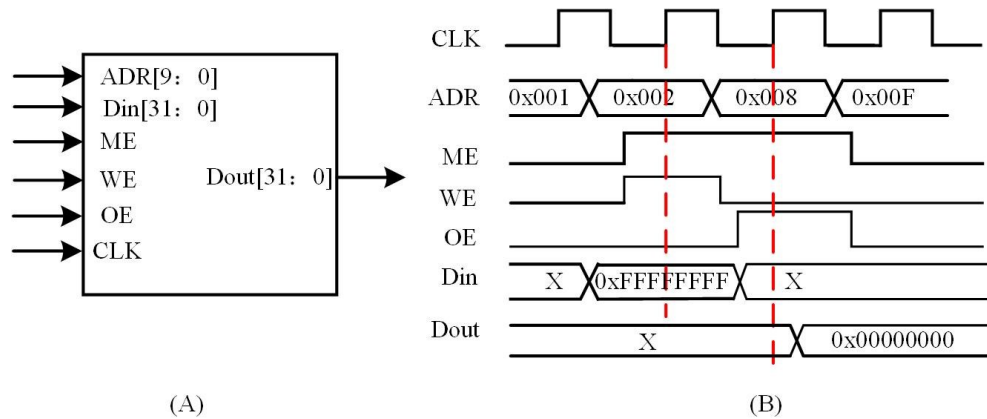 ADR[9：0]
Din[31：0]
ME
WE
OE
CLK
Dout[31：0]
(A)
CLK
ADR
0x001
0x002
0x008
0x00F
ME
WE
OE
Din
X
0xFFFFFFFF
X
Dout
X
0x00000000
(B)